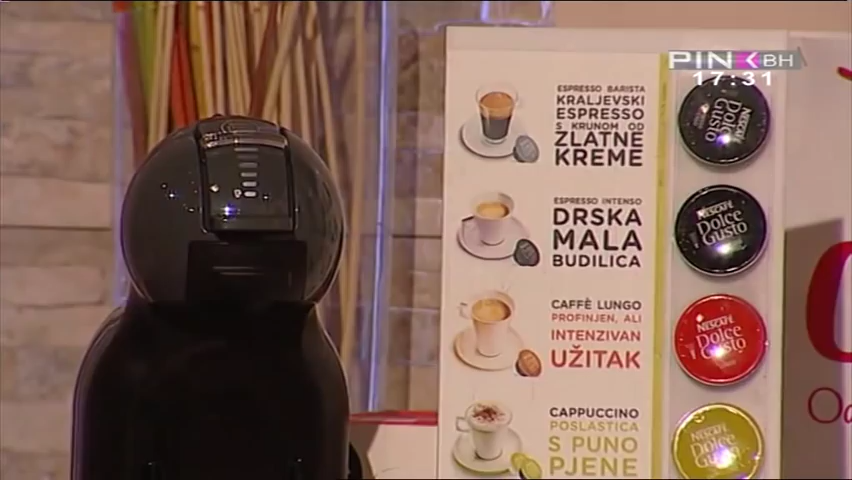 PINK BH
17:31
ESPRESSO BARISTA
KRALJEVSKI
ESPRESSO
S KRUNOM OD
ZLATNE
KREME
NESCAFÉ
Dolce
Gusto
ESPRESSO INTENSO
DRSKA
MALA
BUDILICA
NESCAFÉ
Dolce
Gusto
CAFFÈ LUNGO
PROFINJEN, ALI
INTENZIVAN
UŽITAK
NESCAFÉ
Dolce
Gusto
CAPPUCCINO
POSLASTICA
S PUNO
PJENE
NESCAFÉ
Dolce
Gusto